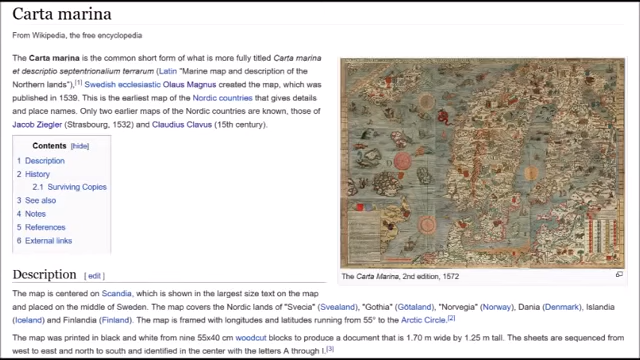 Carta marina
From Wikipedia, the free encyclopedia
The Carta marina is the common short form of what is more fully titled Carta marina
et descriptio septentrionalium terrarum (Latin "Marine map and description of the
Northern lands"),[1] Swedish ecclesiastic Olaus Magnus created the map, which was
published in 1539. This is the earliest map of the Nordic countries that gives details
and place names. Only two earlier maps of the Nordic countries are known, those of
Jacob Ziegler (Strasbourg, 1532) and Claudius Clavus (15th century).
Contents [hide]
1 Description
2 History
2.1 Surviving Copies
3 See also
4 Notes
5 References
6 External links
The Carta Marina, 2nd edition, 1572
Description [ edit ]
The map is centered on Scandia, which is shown in the largest size text on the map
and placed on the middle of Sweden. The map covers the Nordic lands of "Svecia" (Svealand), "Gothia" (Götaland), "Norvegia" (Norway), Dania (Denmark), Islandia
(Iceland) and Finlandia (Finland). The map is framed with longitudes and latitudes running from 55° to the Arctic Circle.[2]
The map was printed in black and white from nine 55x40 cm woodcut blocks to produce a document that is 1.70 m wide by 1.25 m tall. The sheets are sequenced from
west to east and north to south and identified in the center with the letters A through I.[3]